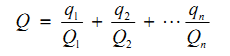 Q = q₁/Q₁ + q₂/Q₂ + ⋯ qₙ/Qₙ